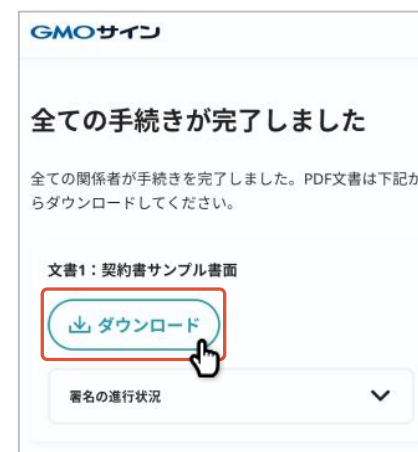 GMOサイン
全ての手続きが完了しました
全ての関係者が手続きを完了しました。PDF文書は下記か
らダウンロードしてください。
文書1：契約書サンプル書面
ダウンロード
署名の進行状況